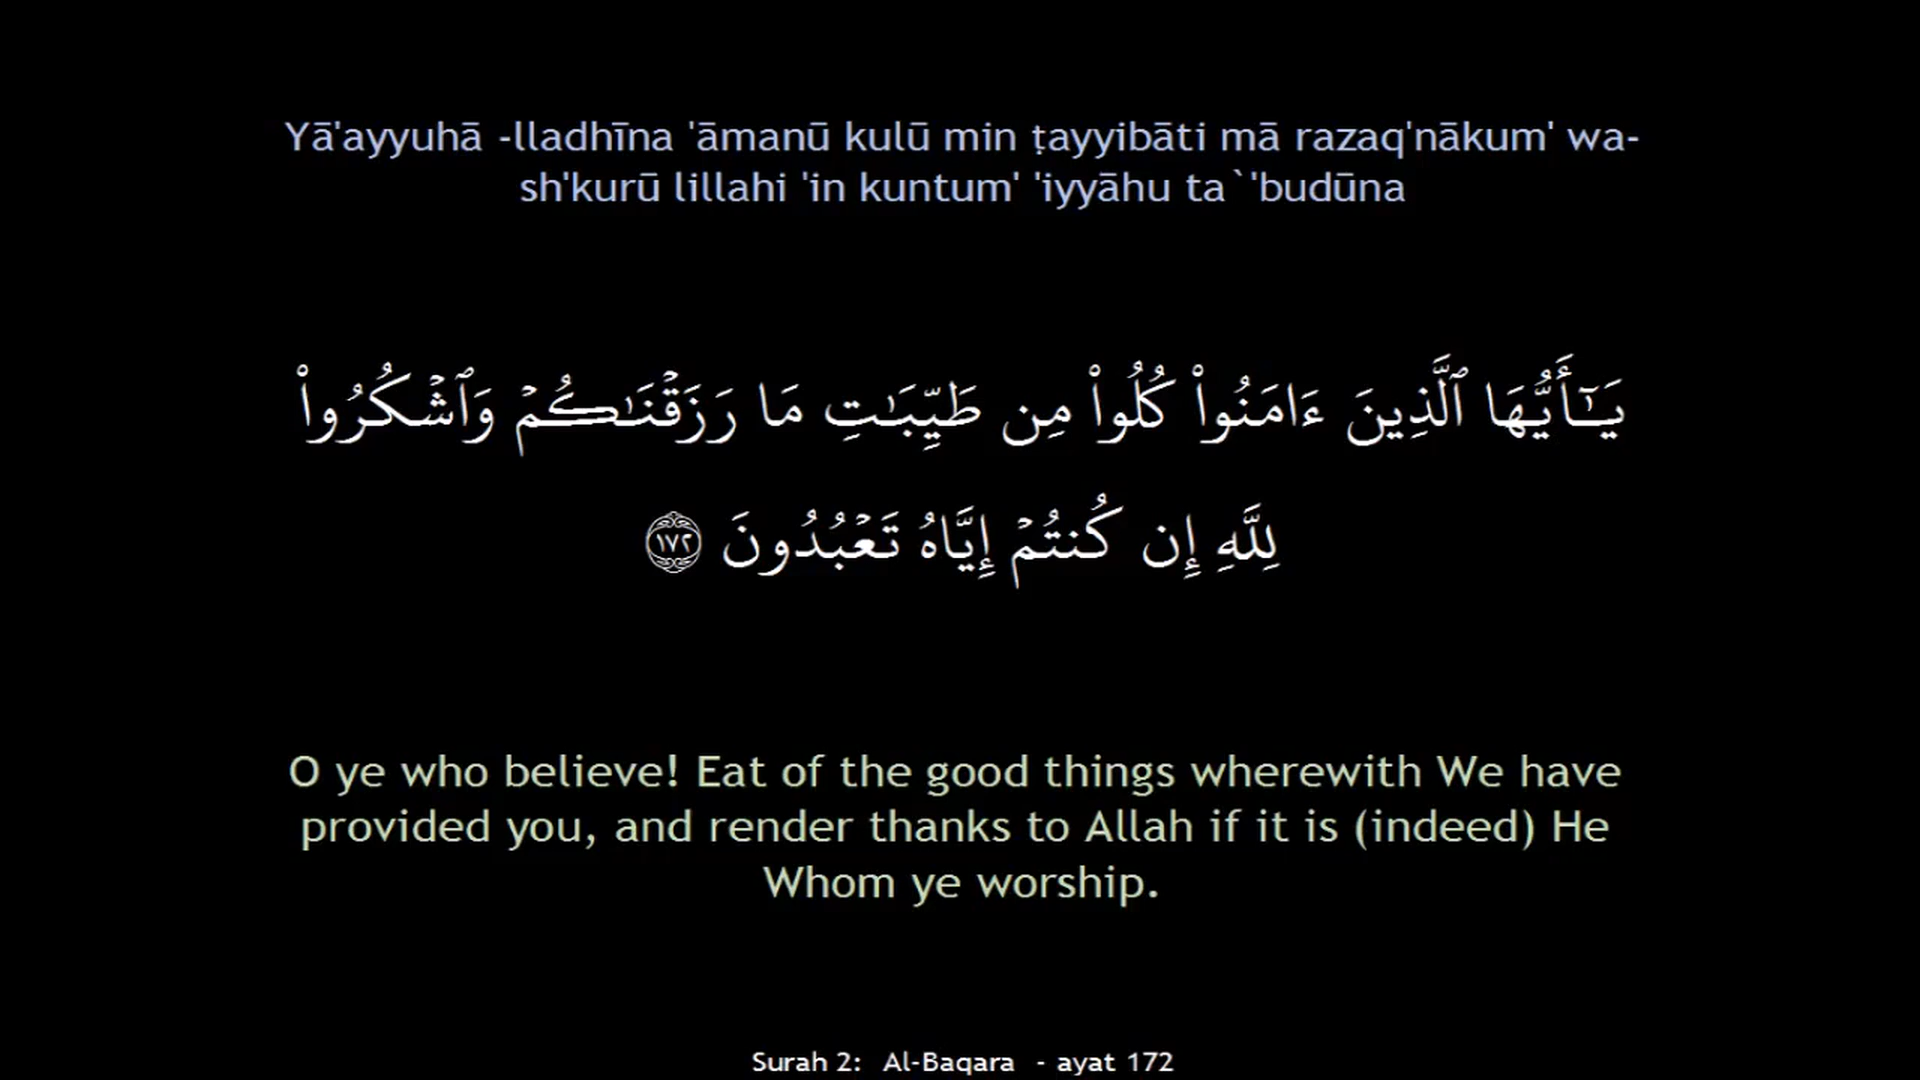 Yā'ayyuhā -lladhīna 'āmanū kulū min ṭayyibāti mā razaq'nākum' wa-
sh'kurū lillahi 'in kuntum' 'iyyāhu ta`'budūna
يَـٰٓأَيُّهَا ٱلَّذِينَ ءَامَنُوا۟ كُلُوا۟ مِن طَيِّبَـٰتِ مَا رَزَقْنَـٰكُمْ وَٱشْكُرُوا۟
لِلَّهِ إِن كُنتُمْ إِيَّاهُ تَعْبُدُونَ ١٧٢
O ye who believe! Eat of the good things wherewith We have
provided you, and render thanks to Allah if it is (indeed) He
Whom ye worship.
Surah 2: Al-Baqara - ayat 172